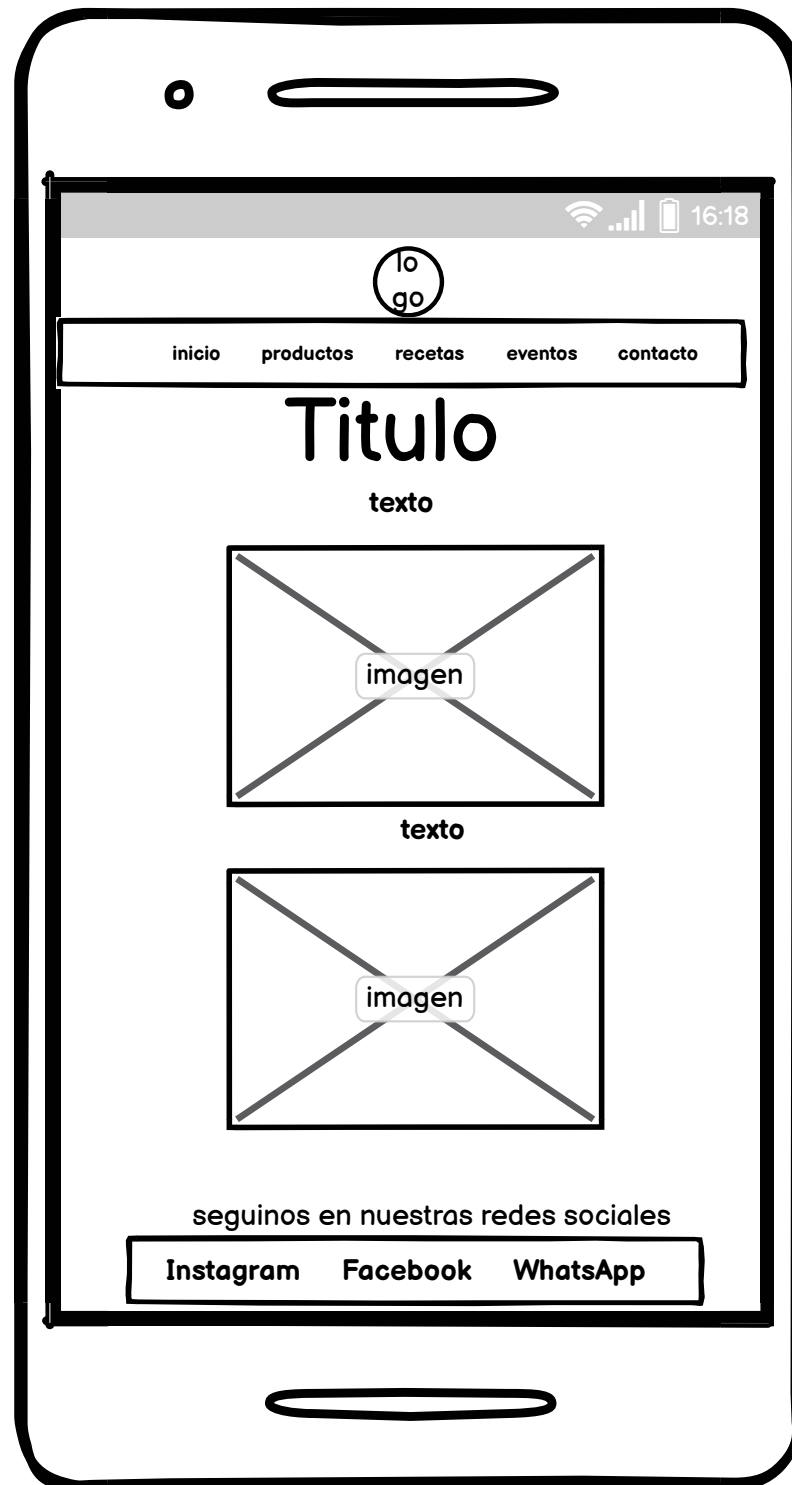 16:18
lo
go
inicio productos recetas eventos contacto
Titulo
texto
imagen
texto
imagen
seguinos en nuestras redes sociales
Instagram Facebook WhatsApp